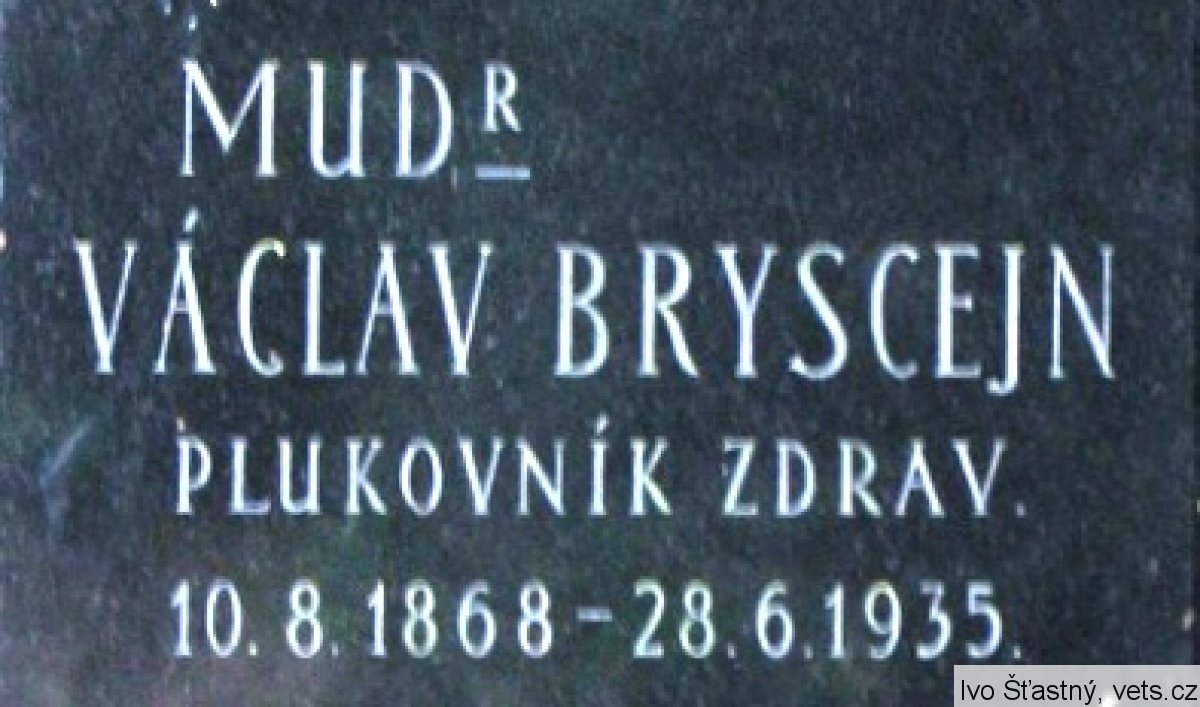 MUDR
VÁCLAV BRYSCEJN
PLUKOVNÍK ZDRAV.
10. 8. 1868 – 28. 6. 1935.
Ivo Šťastný, vets.cz